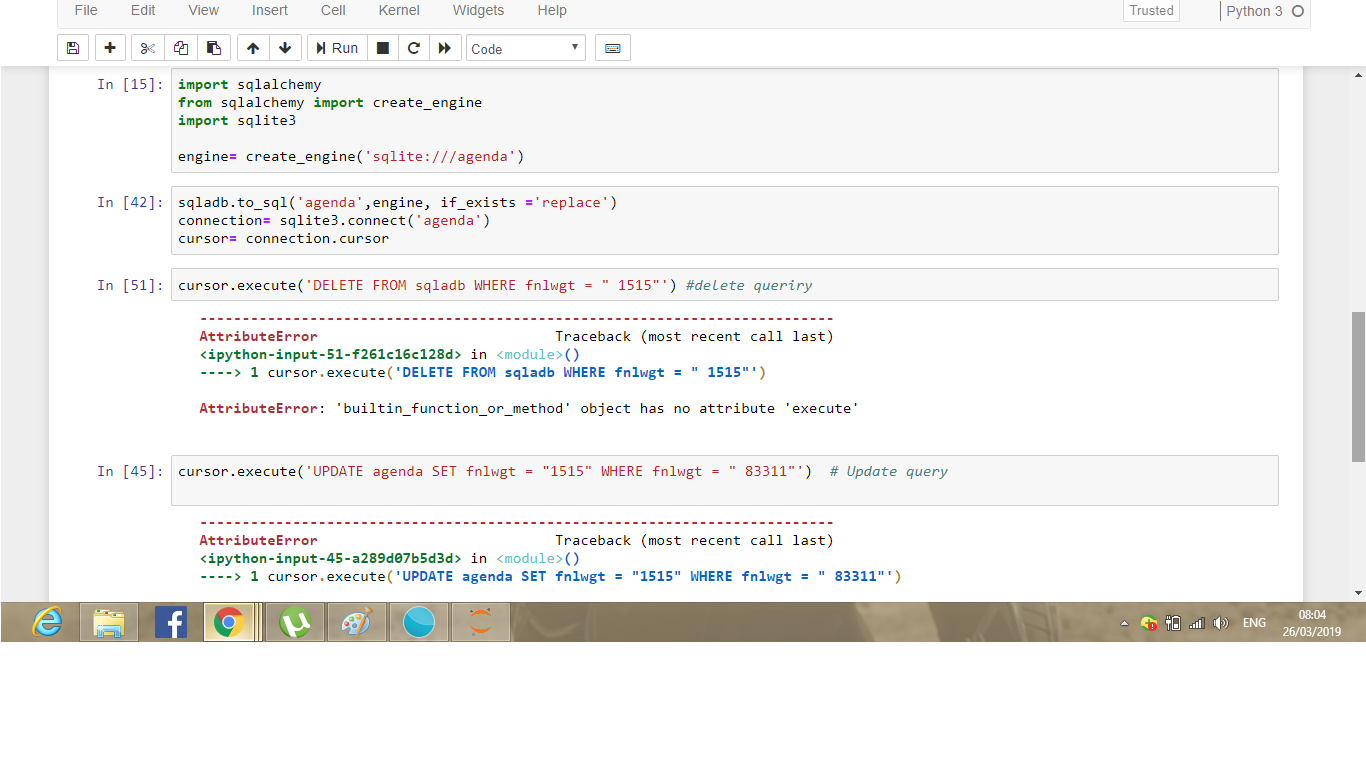 File Edit View Insert Cell Kernel Widgets Help Trusted Python 3
Run Code
In [15]: import sqlalchemy
from sqlalchemy import create_engine
import sqlite3
engine= create_engine('sqlite:///agenda')
In [42]: sqladb.to_sql('agenda',engine, if_exists ='replace')
connection= sqlite3.connect('agenda')
cursor= connection.cursor
In [51]: cursor.execute('DELETE FROM sqladb WHERE fnlwgt = " 1515"') #delete queriry
---------------------------------------------------------------------------
AttributeError Traceback (most recent call last)
<ipython-input-51-f261c16c128d> in <module>()
----> 1 cursor.execute('DELETE FROM sqladb WHERE fnlwgt = " 1515"')
AttributeError: 'builtin_function_or_method' object has no attribute 'execute'
In [45]: cursor.execute('UPDATE agenda SET fnlwgt = "1515" WHERE fnlwgt = " 83311"') # Update query
---------------------------------------------------------------------------
AttributeError Traceback (most recent call last)
<ipython-input-45-a289d07b5d3d> in <module>()
----> 1 cursor.execute('UPDATE agenda SET fnlwgt = "1515" WHERE fnlwgt = " 83311"')
ENG 08:04
26/03/2019